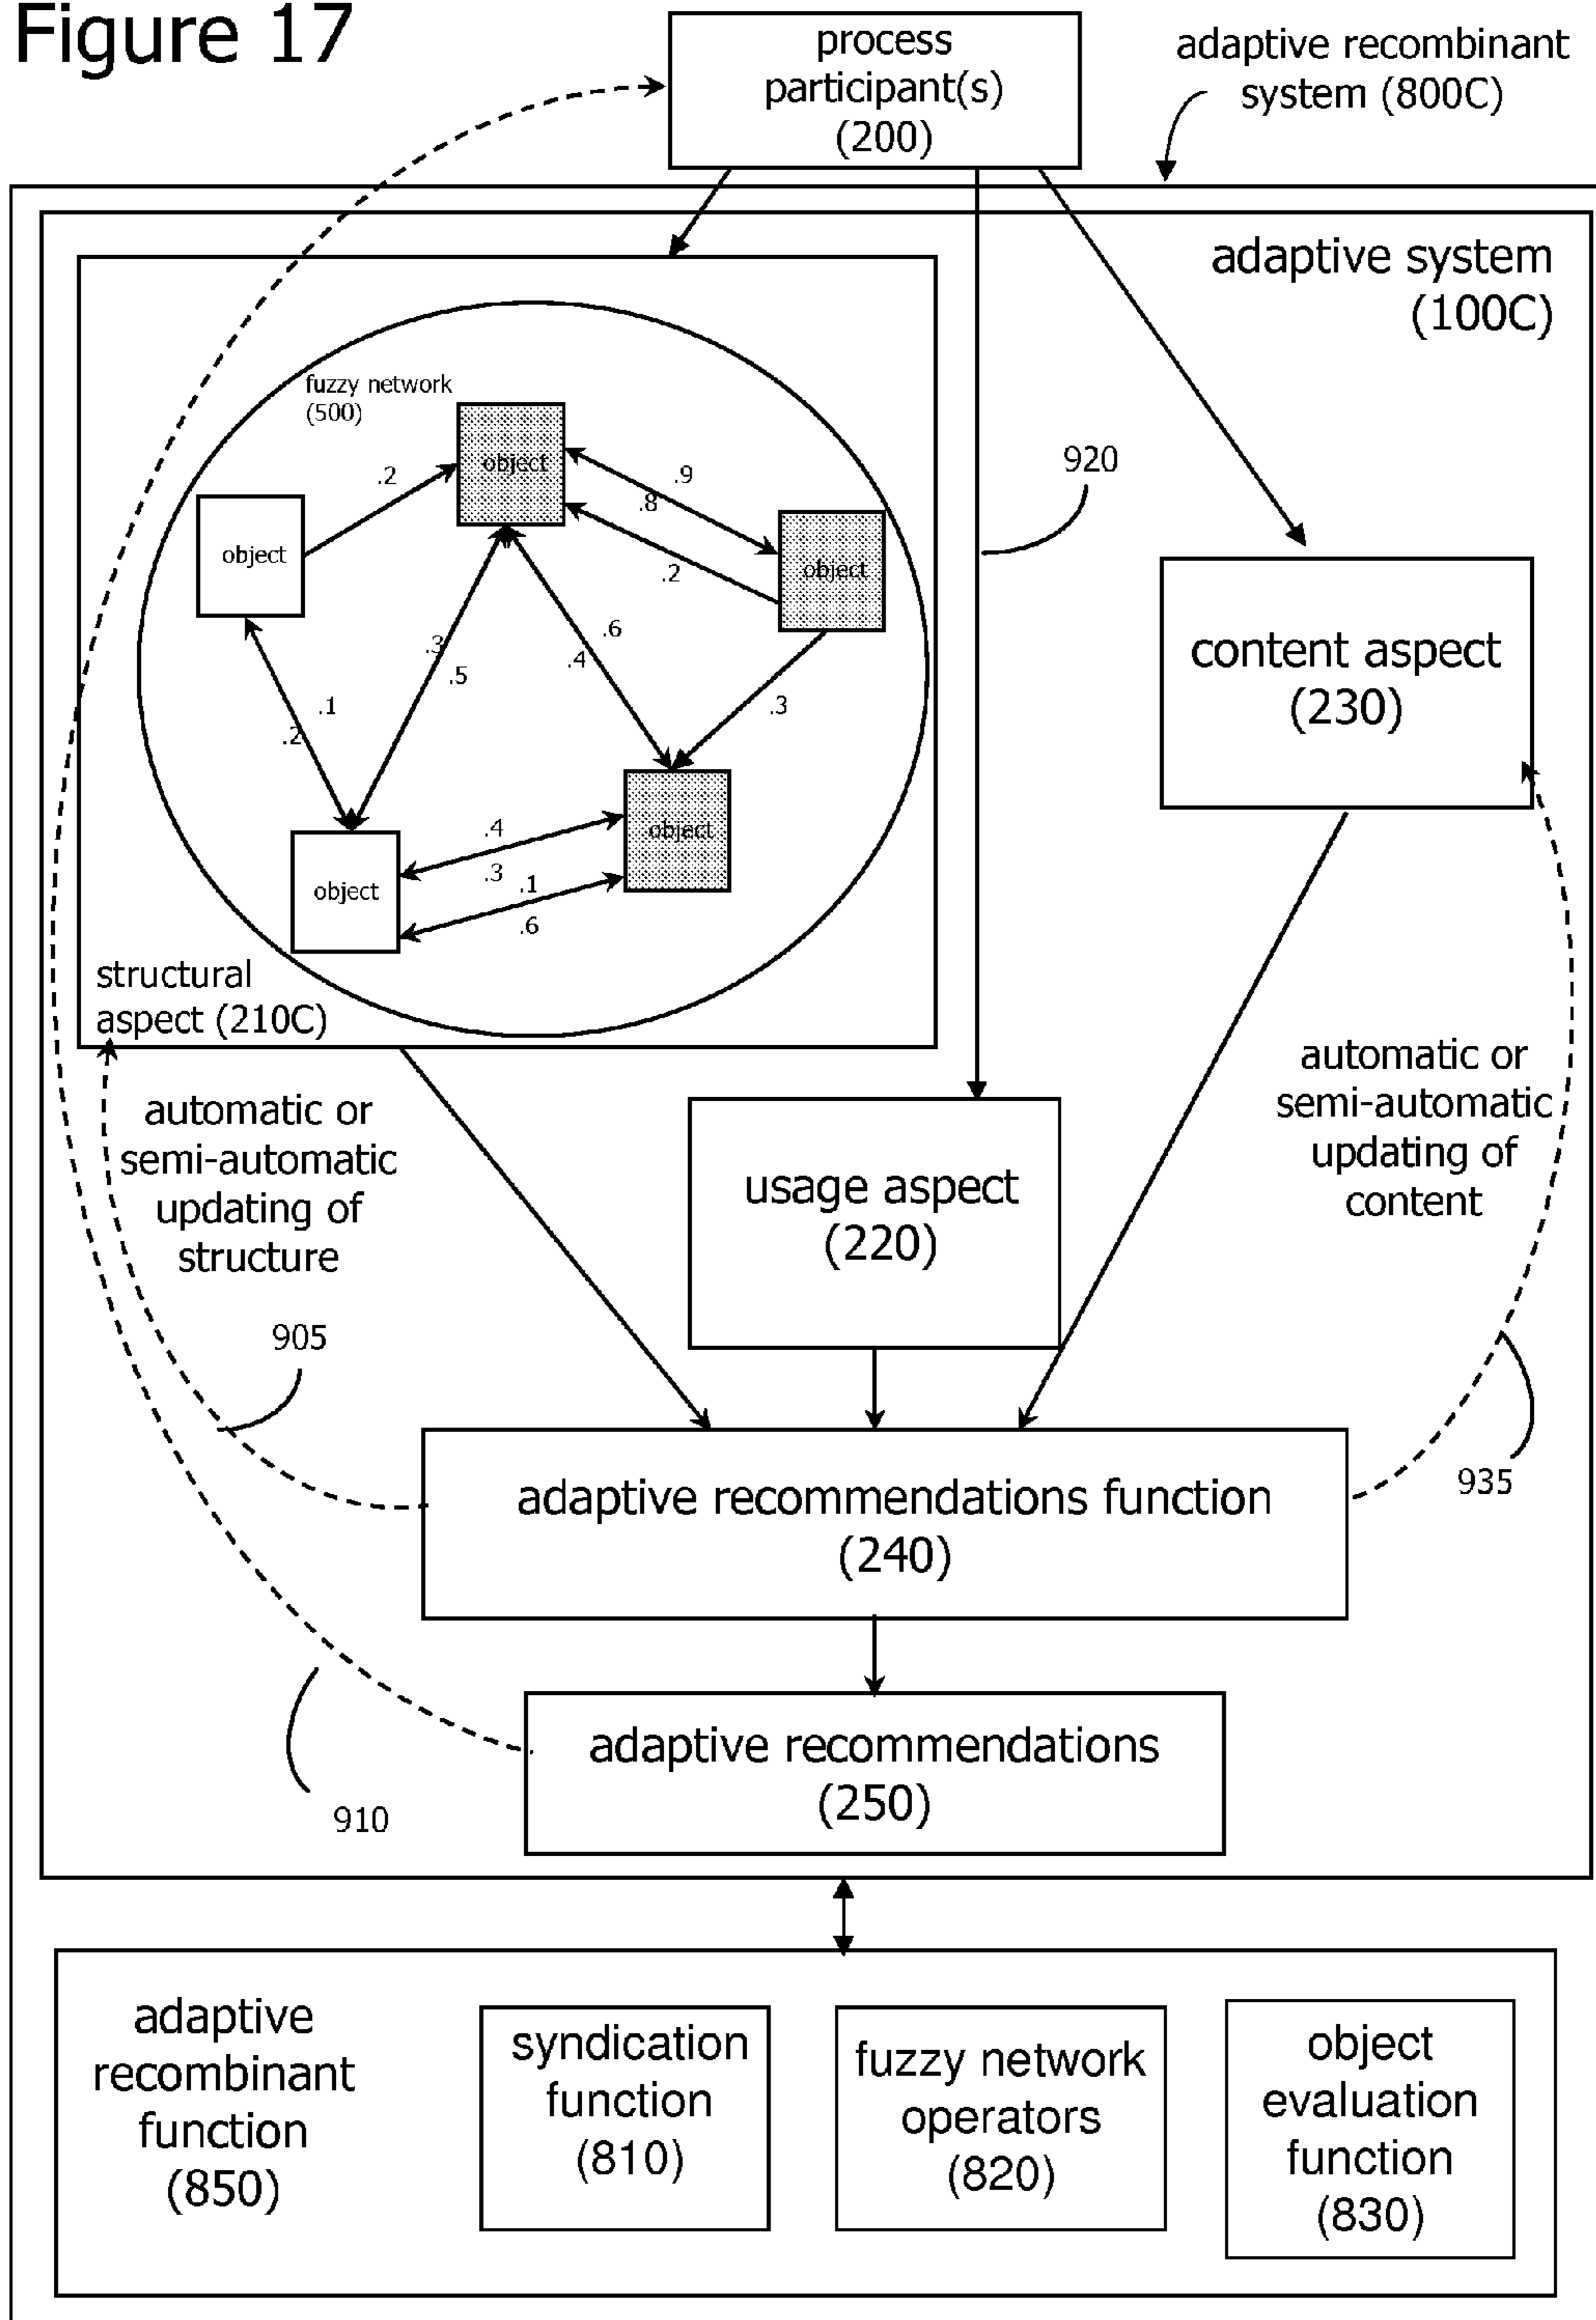 Figure 17
process
participant(s)
(200)
adaptive recombinant
system (800C)
adaptive system
(100C)
fuzzy network
(500)
object
.2
object
.9
.8
.2
object
920
.3
.5
.6
.4
.3
.1
.2
object
.4
.3
.1
.6
object
content aspect
(230)
structural
aspect (210C)
automatic or
semi-automatic
updating of
structure
automatic or
semi-automatic
updating of
content
usage aspect
(220)
905
935
adaptive recommendations function
(240)
adaptive recommendations
(250)
910
adaptive
recombinant
function
(850)
syndication
function
(810)
fuzzy network
operators
(820)
object
evaluation
function
(830)